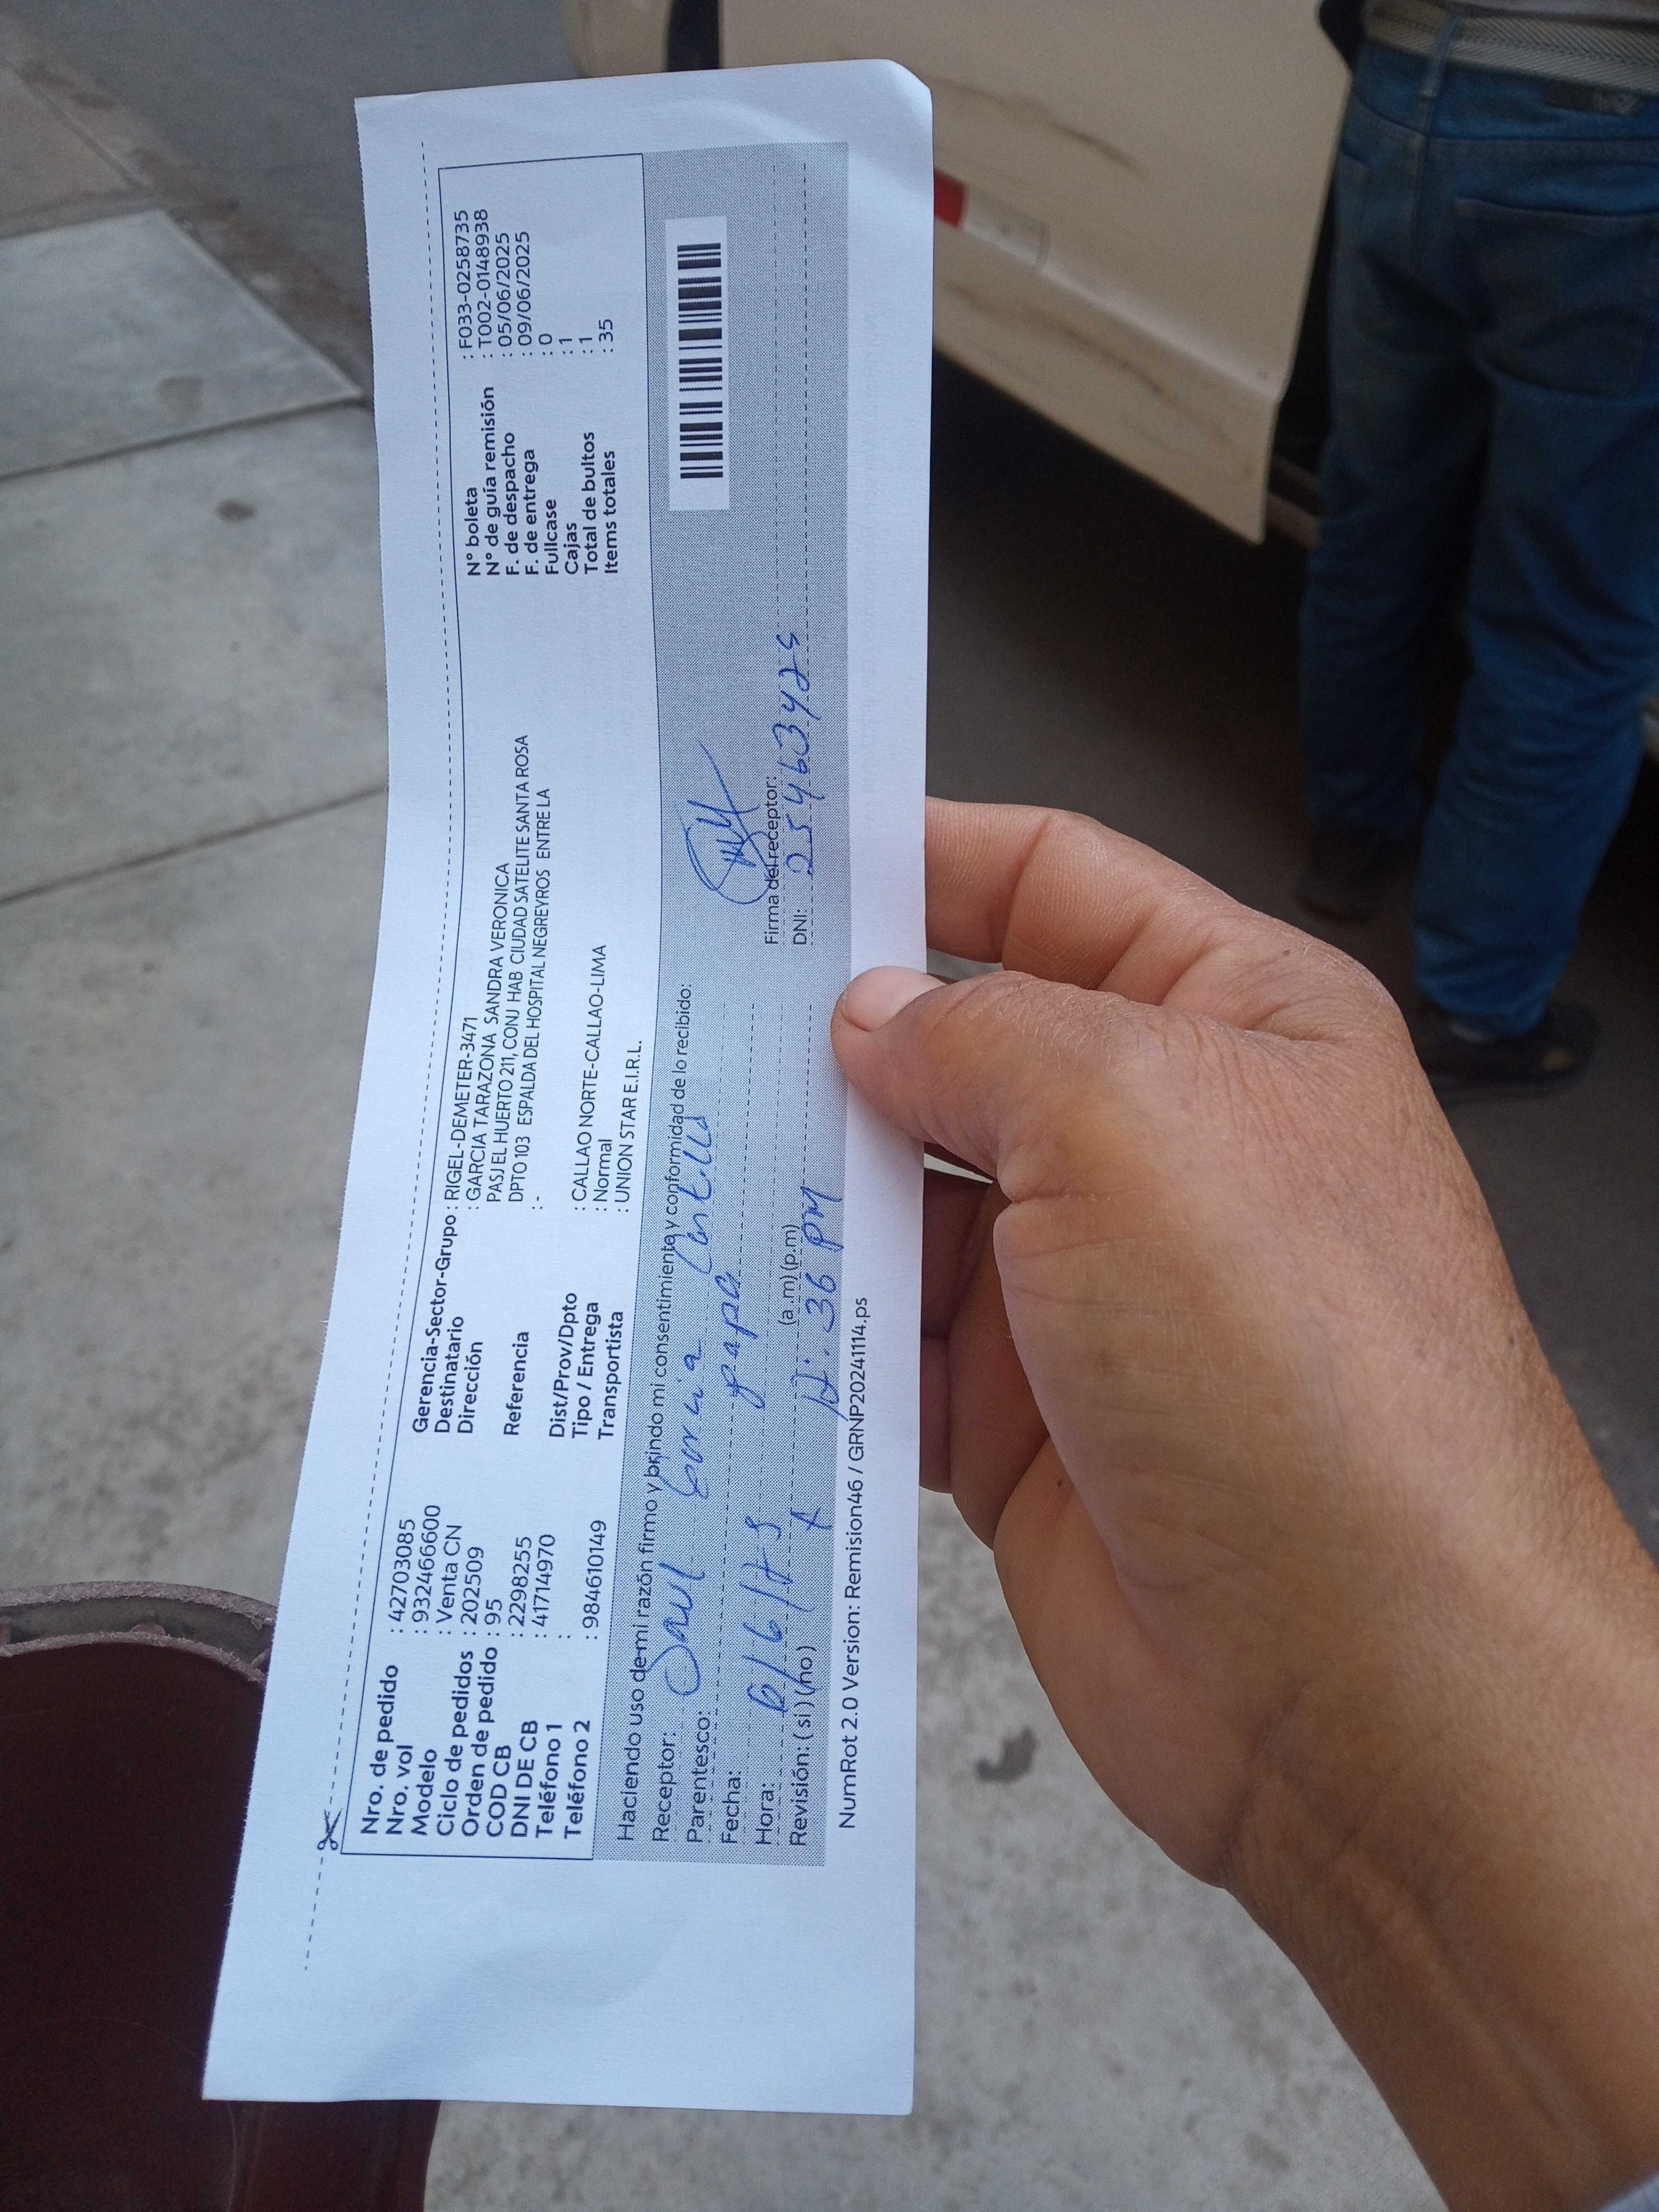 Nro. de pedido : 42703085
Nro. vol : 9324666600
Modelo : Venta CN
Ciclo de pedidos : 202509
Orden de pedido : 95
COD CB : 2298255
DNI DE CB : 41714970
Teléfono 1 :
Teléfono 2 : 984610149
Gerencia-Sector-Grupo : RIGEL-DEMETER-3471
Destinatario : GARCIA TARAZONA SANDRA VERONICA
Dirección PASJ EL HUERTO 211, CONJ HAB CIUDAD SATELITE SANTA ROSA
DPTO 103 ESPALDA DEL HOSPITAL NEGREYROS ENTRE LA
Referencia : -
Dist/Prov/Dpto : CALLAO NORTE-CALLAO-LIMA
Tipo / Entrega : Normal
Transportista : UNION STAR E.I.R.L.
N° boleta : F033-0258735
N° de guía remisión : T002-0148938
F. de despacho : 05/06/2025
F. de entrega : 09/06/2025
Fullcase : 0
Cajas : 1
Total de bultos : 1
Items totales : 35
Haciendo uso de mi razón firmo y brindo mi consentimiento y conformidad de lo recibido:
Receptor: Saul Garcia
Parentesco: papa
Fecha:
Hora: (a .m) (p.m)
Revisión: ( si ) ( no ) X 12:36 PM
Firma del receptor:
DNI: 25463425
NumRot 2.0 Version: Remision46 / GRNP20241114.ps